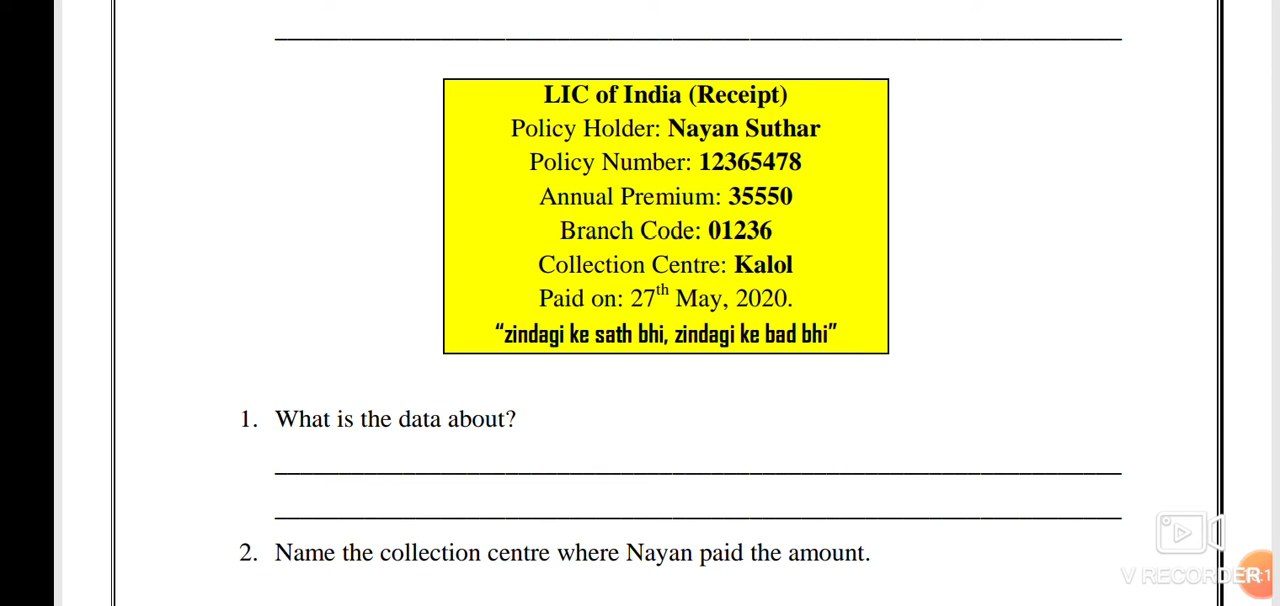 LIC of India (Receipt)
Policy Holder: Nayan Suthar
Policy Number: 12365478
Annual Premium: 35550
Branch Code: 01236
Collection Centre: Kalol
Paid on: 27th May, 2020.
“zindagi ke sath bhi, zindagi ke bad bhi”
1. What is the data about?
2. Name the collection centre where Nayan paid the amount.
V RECORDER